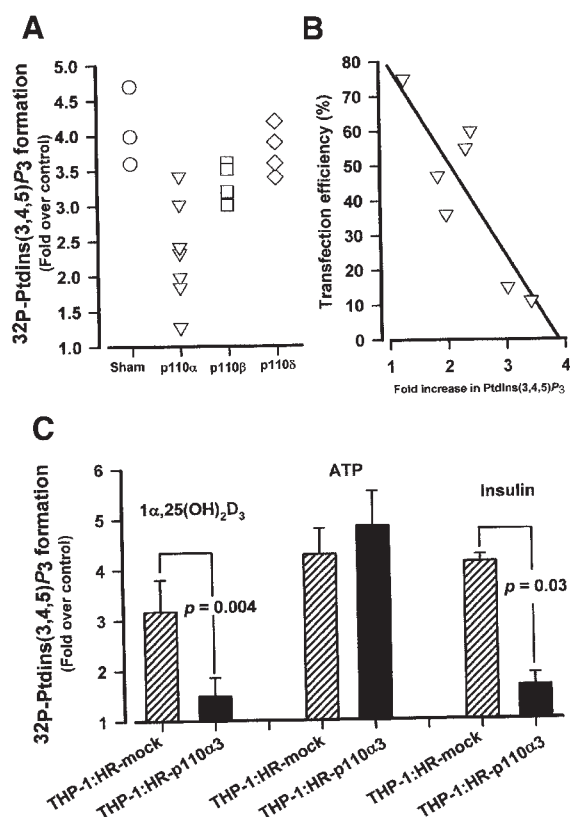 A
32P-PtdIns(3,4,5)P3 formation
(Fold over control)
5.0
4.5
4.0
3.5
3.0
2.5
2.0
1.5
1.0
Sham p110α p110β p110δ
B
Transfection efficiency (%)
80
70
60
50
40
30
20
10
0
1 2 3 4
Fold increase in PtdIns(3,4,5)P3
C
32P-PtdIns(3,4,5)P3 formation
(Fold over control)
6
5
4
3
2
1
1α,25(OH)2D3
p = 0.004
ATP
Insulin
p = 0.03
THP-1:HR-mock
THP-1:HR-p110α3
THP-1:HR-mock
THP-1:HR-p110α3
THP-1:HR-mock
THP-1:HR-p110α3